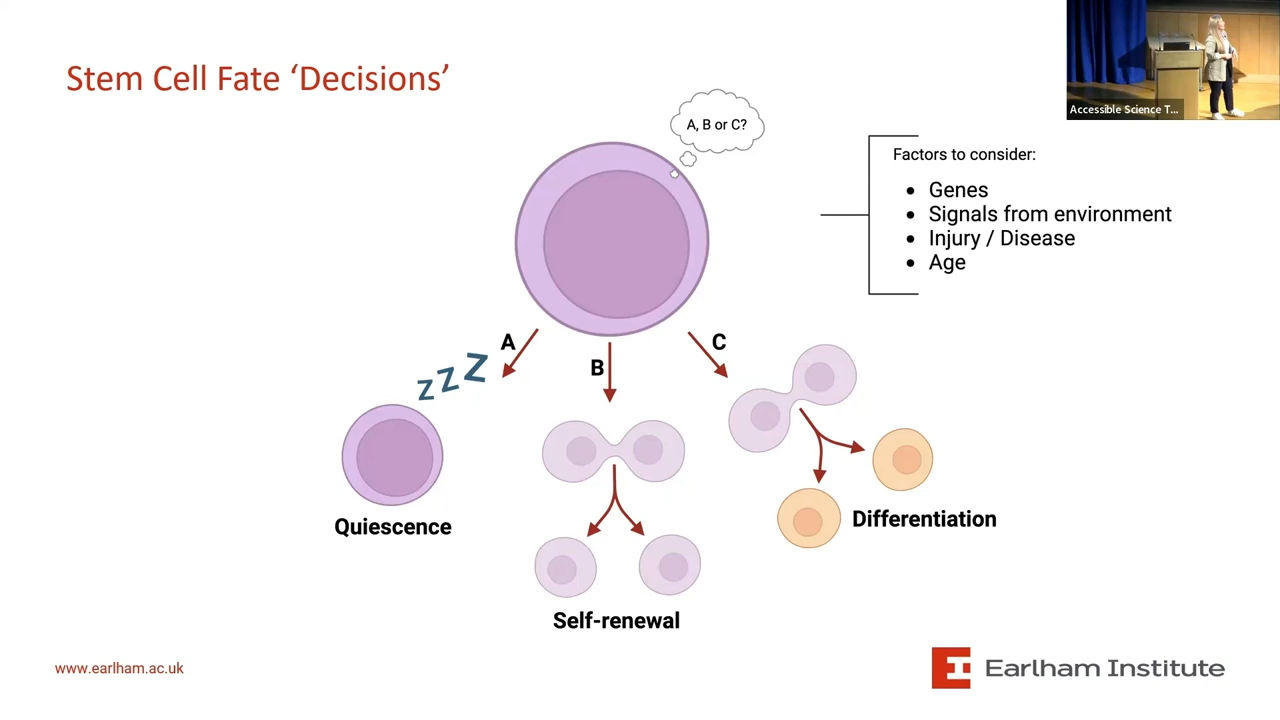 Stem Cell Fate ‘Decisions’
Accessible Science T...
A, B or C?
Factors to consider:
• Genes
• Signals from environment
• Injury / Disease
• Age
A
B
C
z z z
Quiescence
Differentiation
Self-renewal
www.earlham.ac.uk
Earlham Institute